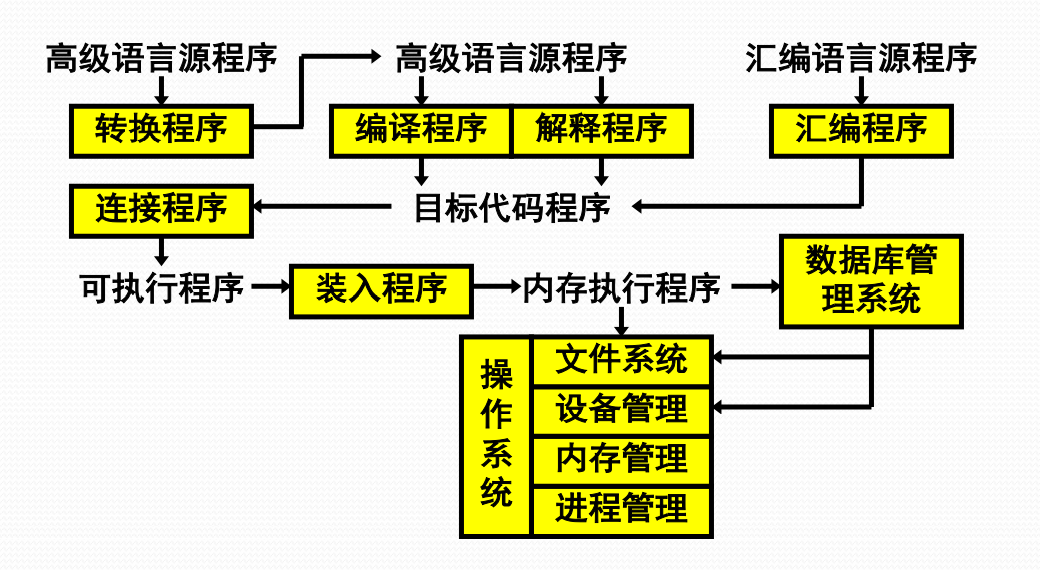 高级语言源程序
高级语言源程序
汇编语言源程序
转换程序
编译程序
解释程序
汇编程序
连接程序
目标代码程序
数据库管
理系统
可执行程序
装入程序
内存执行程序
操
作
系
统
文件系统
设备管理
内存管理
进程管理